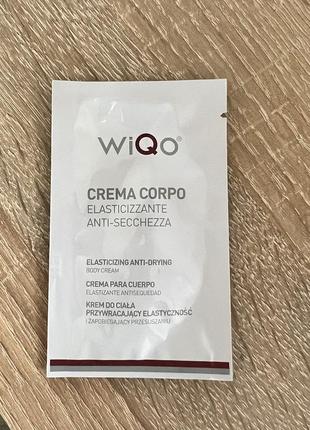 WiQo®
CREMA CORPO
ELASTICIZZANTE
ANTI-SECCHEZZA
ELASTICIZING ANTI-DRYING
BODY CREAM
CREMA PARA CUERPO
ELASTIZANTE ANTISEQUEDAD
KREM DO CIAŁA
PRZYWRACAJĄCY ELASTYCZNOŚĆ
I ZAPOBIEGAJĄCY PRZESUSZANIU